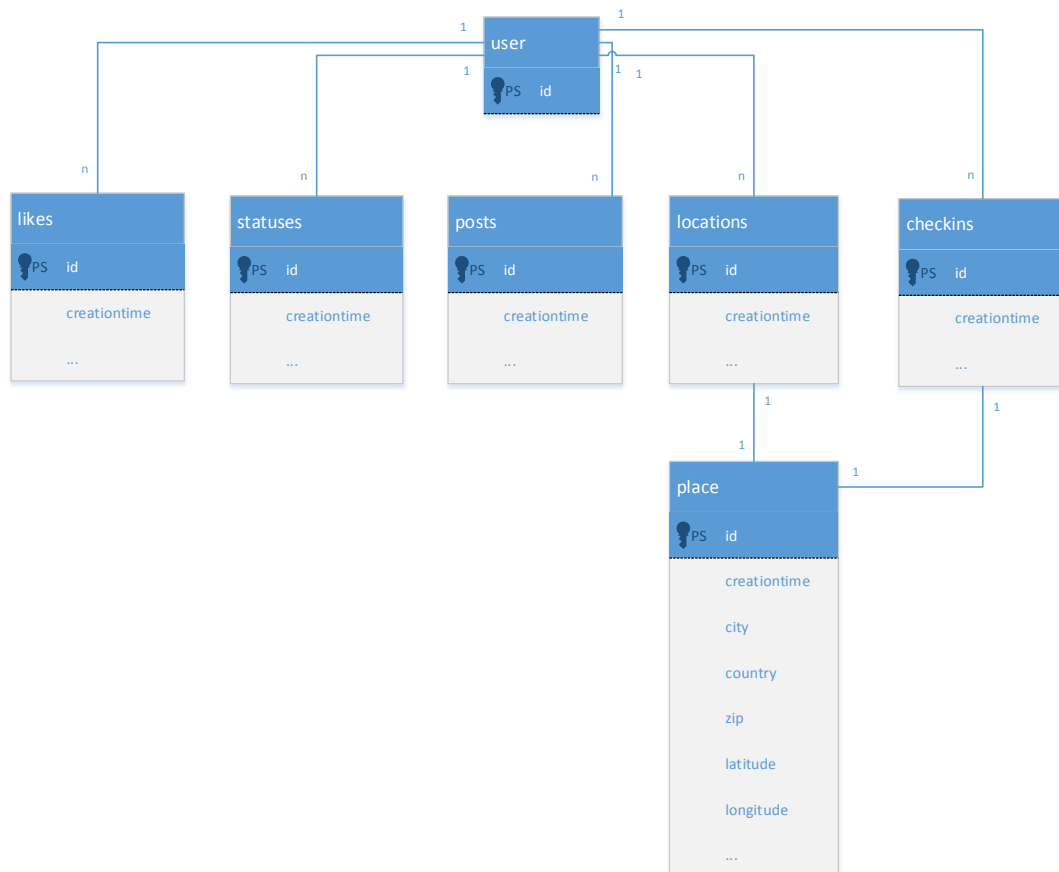 1
1
user
1
1
1
PS id
n
n
n
n
n
likes
statuses
posts
locations
checkins
PS id
PS id
PS id
PS id
PS id
creationtime
creationtime
creationtime
creationtime
creationtime
...
...
...
...
...
1
1
1
1
place
PS id
creationtime
city
country
zip
latitude
longitude
...